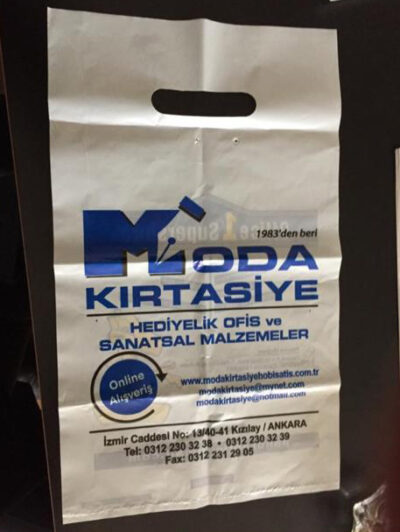 1983'den beri
MODA
KIRTASİYE
HEDİYELİK OFİS ve
SANATSAL MALZEMELER
Online
Alışveriş
www.modakirtasiyehobisatis.com.tr
modakirtasiye@mynet.com
modakirtasiye@hotmail.com
İzmir Caddesi No: 13/40-41 Kızılay / ANKARA
Tel: 0312 230 32 38 • 0312 230 32 39
Fax: 0312 231 29 05